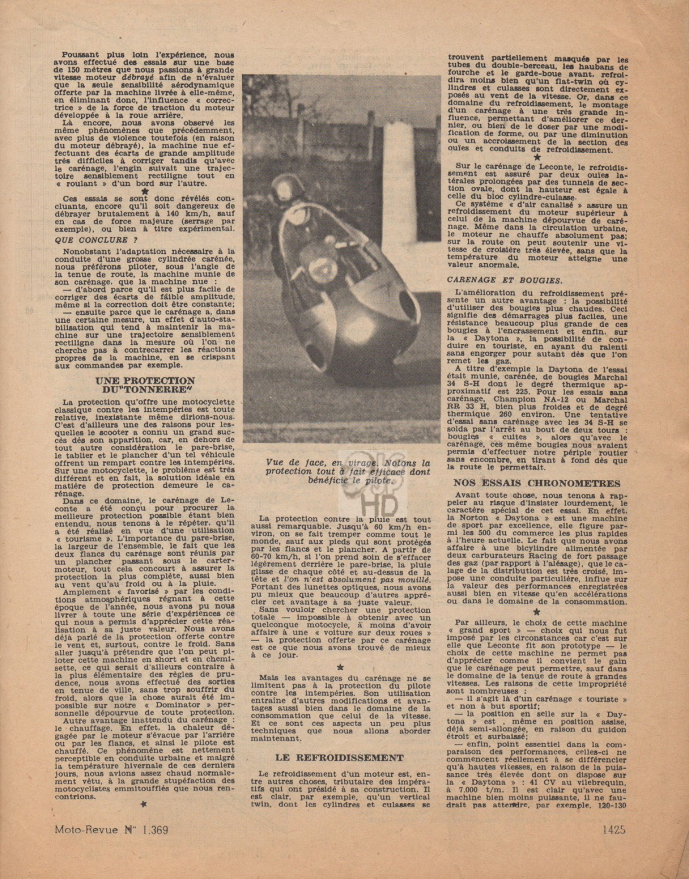 Poussant plus loin l'expérience, nous
avons effectué des essais sur une base
de 150 mètres que nous passions à grande
vitesse moteur débrayé afin de n'évaluer
que la seule sensibilité aérodynamique
offerte par la machine livrée à elle-même,
en éliminant donc, l'influence « correc-
trice » de la force de traction du moteur
développée à la roue arrière.
Là encore, nous avons observé les
même phénomènes que précédemment,
avec plus de violence toutefois (en raison
du moteur débrayé), la machine nue ef-
fectuant des écarts de grande amplitude
très difficiles à corriger tandis qu'avec
le carénage, l'engin suivait une trajec-
toire sensiblement rectiligne tout en
« roulant » d'un bord sur l'autre.
★
Ces essais se sont donc révélés con-
cluants, encore qu'il soit dangereux de
débrayer brutalement à 140 km/h, sauf
en cas de force majeure (serrage par
exemple), ou bien à titre expérimental.
QUE CONCLURE ?
Nonobstant l'adaptation nécessaire à la
conduite d'une grosse cylindrée carénée,
nous préférons piloter, sous l'angle de
la tenue de route, la machine munie de
son carénage, que la machine nue :
— d'abord parce qu'il est plus facile de
corriger des écarts de faible amplitude,
même si la correction doit être constante;
— ensuite parce que le carénage a, dans
une certaine mesure, un effet d'auto-sta-
bilisation qui tend à maintenir la ma-
chine sur une trajectoire sensiblement
rectiligne dans la mesure où l'on ne
cherche pas à contrecarrer les réactions
propres de la machine, en se crispant
aux commandes par exemple.
UNE PROTECTION
DU "TONNERRE"
La protection qu'offre une motocyclette
classique contre les intempéries est toute
relative, inexistante même dirions-nous.
C'est d'ailleurs une des raisons pour les-
quelles le scooter a connu un grand suc-
cès dès son apparition, car, en dehors de
tout autre considération le pare-brise,
le tablier et le plancher d'un tel véhicule
offrent un rempart contre les intempéries.
Sur une motocyclette, le problème est très
différent et en fait, la solution idéale en
matière de protection demeure le ca-
rénage.
Dans ce domaine, le carénage de Le-
conte a été conçu pour procurer la
meilleure protection possible étant bien
entendu, nous tenons à le répéter, qu'il
a été réalisé en vue d'une utilisation
« tourisme ». L'importance du pare-brise,
la largeur de l'ensemble, le fait que les
deux flancs du carénage sont réunis par
un plancher passant sous le carter-
moteur, tout cela concourt à assurer la
protection la plus complète, aussi bien
au vent qu'au froid ou à la pluie.
Amplement « favorisé » par les condi-
tions atmosphériques régnant à cette
époque de l'année, nous avons pu nous
livrer à toute une série d'expériences ce
qui nous a permis d'apprécier cette réa-
lisation à sa juste valeur. Nous avons
déjà parlé de la protection offerte contre
le vent et, surtout, contre le froid. Sans
aller jusqu'à prétendre que l'on peut pi-
loter cette machine en short et en chemi-
sette, ce qui serait d'ailleurs contraire à
la plus élémentaire des règles de pru-
dence, nous avons effectué des sorties
en tenue de ville, sans trop souffrir du
froid, alors que la chose aurait été im-
possible sur notre « Dominator » per-
sonnelle dépourvue de toute protection.
Autre avantage inattendu du carénage :
le chauffage. En effet, la chaleur dé-
gagée par le moteur s'évacue par l'arrière
ou par les flancs, et ainsi le pilote est
chauffé. Ce phénomène est nettement
perceptible en conduite urbaine et malgré
la température hivernale de ces derniers
jours, nous avions assez chaud normale-
ment vêtu, à la grande stupéfaction des
motocyclistes emmitouflés que nous ren-
contrions.
★
Vue de face, en virage. Notons la
protection tout à fait efficace dont
bénéficie le pilote.
HD
La protection contre la pluie est tout
aussi remarquable. Jusqu'à 60 km/h en-
viron, on se fait tremper comme tout le
monde, sauf aux pieds qui sont protégés
par les flancs et le plancher. A partir de
60-70 km/h, si l'on prend soin de s'effacer
légèrement derrière le pare-brise, la pluie
glisse de chaque côté et au-dessus de la
tête et l'on n'est absolument pas mouillé.
Portant des lunettes optiques, nous avons
pu mieux que beaucoup d'autres appré-
cier cet avantage à sa juste valeur.
Sans vouloir chercher une protection
totale — impossible à obtenir avec un
quelconque motocycle, à moins d'avoir
affaire à une « voiture sur deux roues »
— la protection offerte par ce carénage
est ce que nous avons trouvé de mieux
à ce jour.
★
Mais les avantages du carénage ne se
limitent pas à la protection du pilote
contre les intempéries. Son utilisation
entraîne d'autres modifications et avan-
tages aussi bien dans le domaine de la
consommation que celui de la vitesse.
Et ce sont ces aspects un peu plus
techniques que nous allons aborder
maintenant.
LE REFROIDISSEMENT
Le refroidissement d'un moteur est, en-
tre autres choses, tributaire des impéra-
tifs qui ont présidé à sa construction. Il
est clair, par exemple, qu'un vertical
twin, dont les cylindres et culasses se
trouvent partiellement masqués par les
tubes du double-berceau, les haubans de
fourche et le garde-boue avant, refroi-
dira moins bien qu'un flat-twin où cy-
lindres et culasses sont directement ex-
posés au vent de la vitesse. Or, dans ce
domaine du refroidissement, le montage
d'un carénage a une très grande in-
fluence, permettant d'améliorer ce der-
nier, ou bien de le doser par une modi-
fication de forme, ou par une diminution
ou un accroissement de la section des
ouïes et conduits de refroidissement.
★
Sur le carénage de Leconte, le refroidis-
sement est assuré par deux ouïes la-
térales prolongées par des tunnels de sec-
tion ovale, dont la hauteur est égale à
celle du bloc cylindre-culasse.
Ce système « d'air canalisé » assure un
refroidissement du moteur supérieur à
celui de la machine dépourvue de caré-
nage. Même dans la circulation urbaine,
le moteur ne chauffe absolument pas;
sur la route on peut soutenir une vi-
tesse de croisière très élevée, sans que la
température du moteur atteigne une
valeur anormale.
CARENAGE ET BOUGIES.
L'amélioration du refroidissement pré-
sente un autre avantage : la possibilité
d'utiliser des bougies plus chaudes. Ceci
signifie des démarrages plus faciles, une
résistance beaucoup plus grande de ces
bougies à l'encrassement et enfin, sur
la « Daytona », la possibilité de con-
duire en touriste, en ayant du ralenti
sans engorger pour autant dès que l'on
remet les gaz.
A titre d'exemple la Daytona de l'essai
était munie, carénée, de bougies Marchal
34 S-H dont le degré thermique ap-
proximatif est 225. Pour les essais sans
carénage, Champion NA-12 ou Marchal
RR 33 H, bien plus froides et de degré
thermique 260 environ. Une tentative
d'essai sans carénage avec les 34 S-H se
solda par l'arrêt au bout de deux tours :
bougies « cuites », alors qu'avec le
carénage, ces même bougies nous avaient
permis d'effectuer notre périple routier
sans encombre, en tirant à fond dès que
la route le permettait.
NOS ESSAIS CHRONOMETRES
Avant toute chose, nous tenons à rap-
peler au risque d'insister lourdement, le
caractère spécial de cet essai. En effet,
la Norton « Daytona » est une machine
de sport par excellence, elle figure par-
mi les 500 du commerce les plus rapides
à l'heure actuelle. Le fait que nous avons
affaire à une bicylindre alimentée par
deux carburateurs Racing de fort passage
des gaz (par rapport à l'alésage), que le ca-
lage de la distribution est très croisé, im-
pose une conduite particulière, influe sur
la valeur des performances enregistrées
aussi bien en vitesse qu'en accélérations
ou dans le domaine de la consommation.
★
Par ailleurs, le choix de cette machine
« grand sport » — choix qui nous fut
imposé par les circonstances car c'est sur
elle que Leconte fit son prototype — le
choix de cette machine ne permet pas
d'apprécier comme il convient le gain
que le carénage peut permettre, sauf dans
le domaine de la tenue de route à grandes
vitesses. Les raisons de cette impropriété
sont nombreuses :
— il s'agit là d'un carénage « touriste »
et non à but sportif;
— la position en selle sur la « Day-
tona » est, même en position assise,
déjà semi-allongée, en raison du guidon
étroit et surbaissé;
— enfin, point essentiel dans la com-
paraison des performances, celles-ci ne
commencent réellement à se différencier
qu'à hautes vitesses, en raison de la puis-
sance très élevée dont on dispose sur
la « Daytona » : 41 CV au vilebrequin,
à 7.000 t/m. Il est clair qu'avec une
machine bien moins puissante, il ne fau-
drait pas attendre, par exemple, 120-130
Moto-Revue N° 1.369
1425